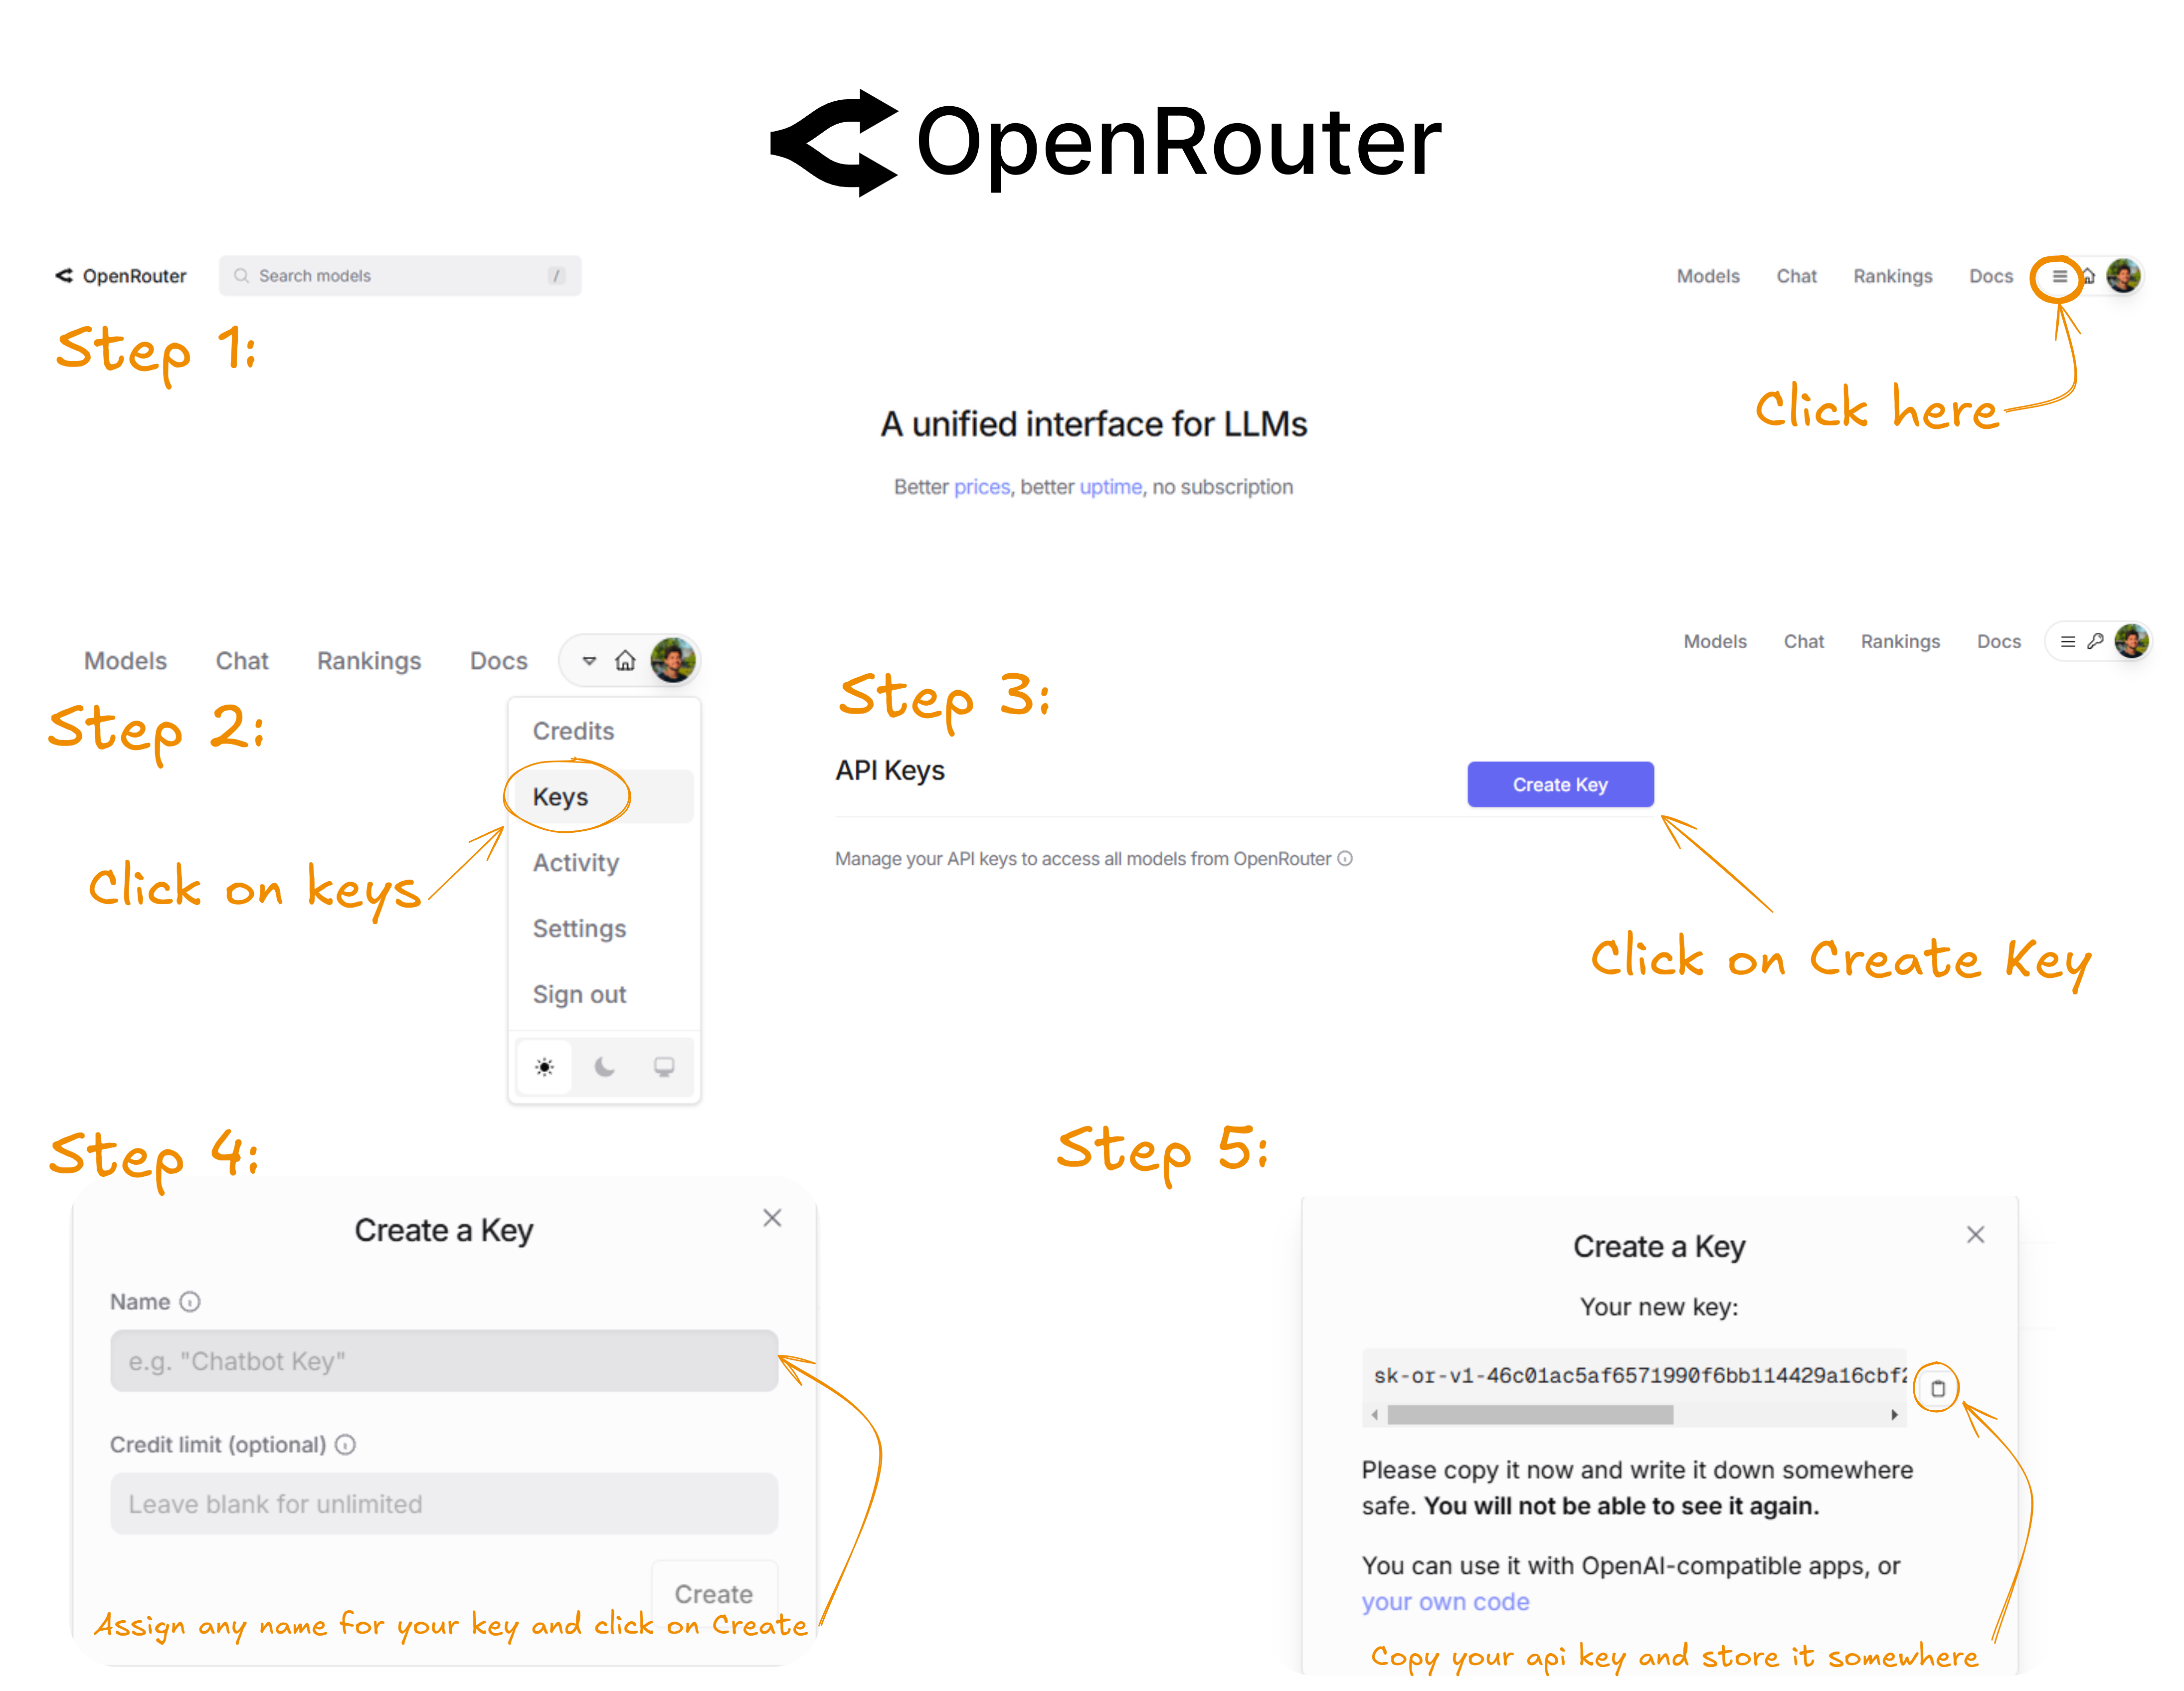 OpenRouter
OpenRouter
Search models
/
Models Chat Rankings Docs
Step 1:
Click here
A unified interface for LLMs
Better prices, better uptime, no subscription
Models Chat Rankings Docs
Step 2:
Credits
Keys
Activity
Settings
Sign out
Click on keys
Models Chat Rankings Docs
Step 3:
API Keys
Create Key
Manage your API keys to access all models from OpenRouter
Click on Create Key
Step 4:
Create a Key
Name
e.g. "Chatbot Key"
Credit limit (optional)
Leave blank for unlimited
Create
Assign any name for your key and click on Create
Step 5:
Create a Key
Your new key:
sk-or-v1-46c01ac5af6571990f6bb114429a16cbf2
Please copy it now and write it down somewhere
safe. You will not be able to see it again.
You can use it with OpenAI-compatible apps, or
your own code
Copy your api key and store it somewhere